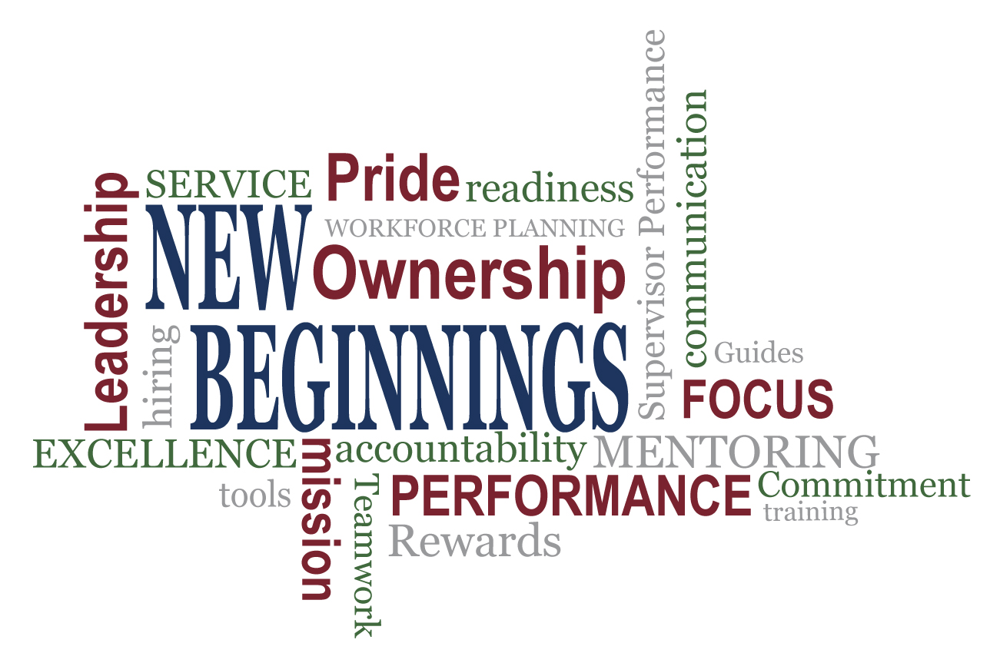 Supervisor Performance
communication
Pride
SERVICE
readiness
Leadership
NEW
WORKFORCE PLANNING
Ownership
hiring
BEGINNINGS
Guides
FOCUS
EXCELLENCE
mission
accountability
MENTORING
tools
Teamwork
PERFORMANCE
Commitment
training
Rewards